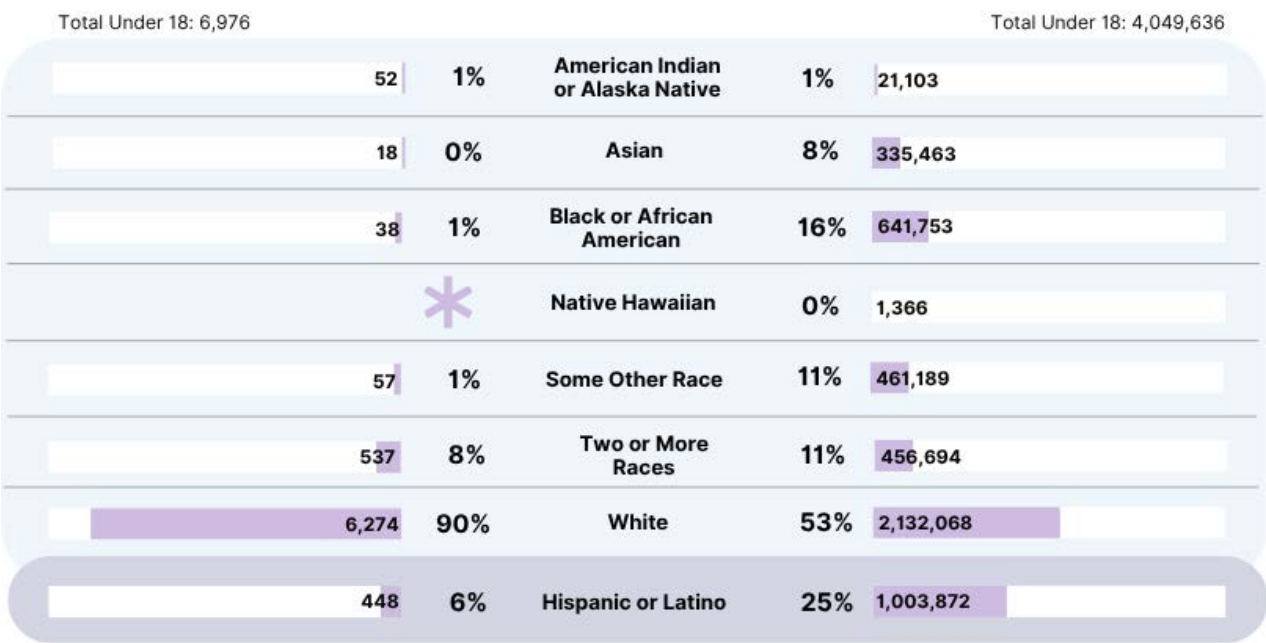 Total Under 18: 6,976 Total Under 18: 4,049,636
52 1% American Indian or Alaska Native 1% 21,103
18 0% Asian 8% 335,463
38 1% Black or African American 16% 641,753
* Native Hawaiian 0% 1,366
57 1% Some Other Race 11% 461,189
537 8% Two or More Races 11% 456,694
6,274 90% White 53% 2,132,068
448 6% Hispanic or Latino 25% 1,003,872